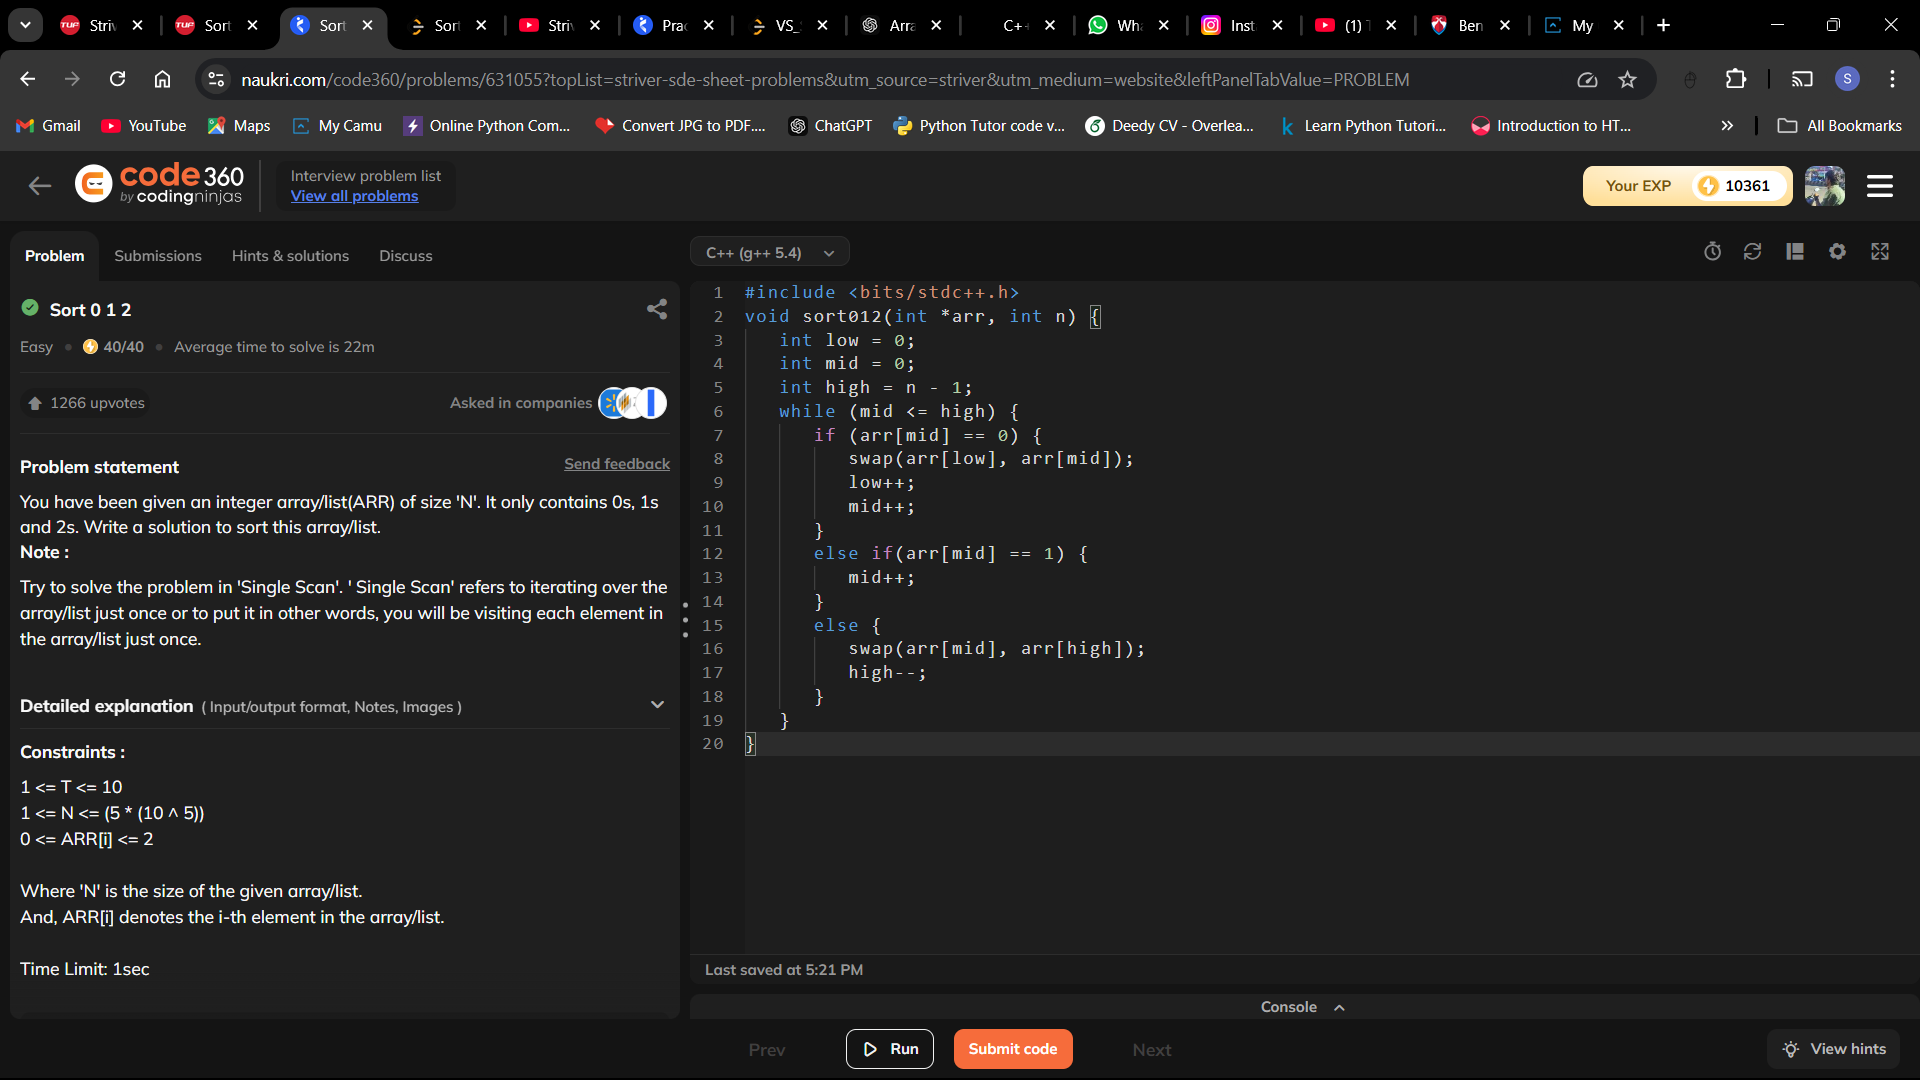 Striv
Sort
Sort
Sort
Striv
Prac
VS_
Arra
C++
Wha
Inst
(1)
Ben
My
naukri.com/code360/problems/631055?topList=striver-sde-sheet-problems&utm_source=striver&utm_medium=website&leftPanelTabValue=PROBLEM
S
Gmail
YouTube
Maps
My Camu
Online Python Com...
Convert JPG to PDF....
ChatGPT
Python Tutor code v...
Deedy CV - Overlea...
Learn Python Tutori...
Introduction to HT...
All Bookmarks
code 360
by codingninjas
Interview problem list
View all problems
Your EXP 10361
Problem
Submissions
Hints & solutions
Discuss
C++ (g++ 5.4)
Sort 0 1 2
Easy • 40/40 • Average time to solve is 22m
1266 upvotes
Asked in companies
Problem statement
Send feedback
You have been given an integer array/list(ARR) of size 'N'. It only contains 0s, 1s
and 2s. Write a solution to sort this array/list.
Note :
Try to solve the problem in 'Single Scan'. ' Single Scan' refers to iterating over the
array/list just once or to put it in other words, you will be visiting each element in
the array/list just once.
Detailed explanation ( Input/output format, Notes, Images )
Constraints :
1 <= T <= 10
1 <= N <= (5 * (10 ^ 5))
0 <= ARR[i] <= 2
Where 'N' is the size of the given array/list.
And, ARR[i] denotes the i-th element in the array/list.
Time Limit: 1sec
1 #include <bits/stdc++.h>
2 void sort012(int *arr, int n) {
3 int low = 0;
4 int mid = 0;
5 int high = n - 1;
6 while (mid <= high) {
7 if (arr[mid] == 0) {
8 swap(arr[low], arr[mid]);
9 low++;
10 mid++;
11 }
12 else if(arr[mid] == 1) {
13 mid++;
14 }
15 else {
16 swap(arr[mid], arr[high]);
17 high--;
18 }
19 }
20 }
Last saved at 5:21 PM
Console
Prev
Run
Submit code
Next
View hints